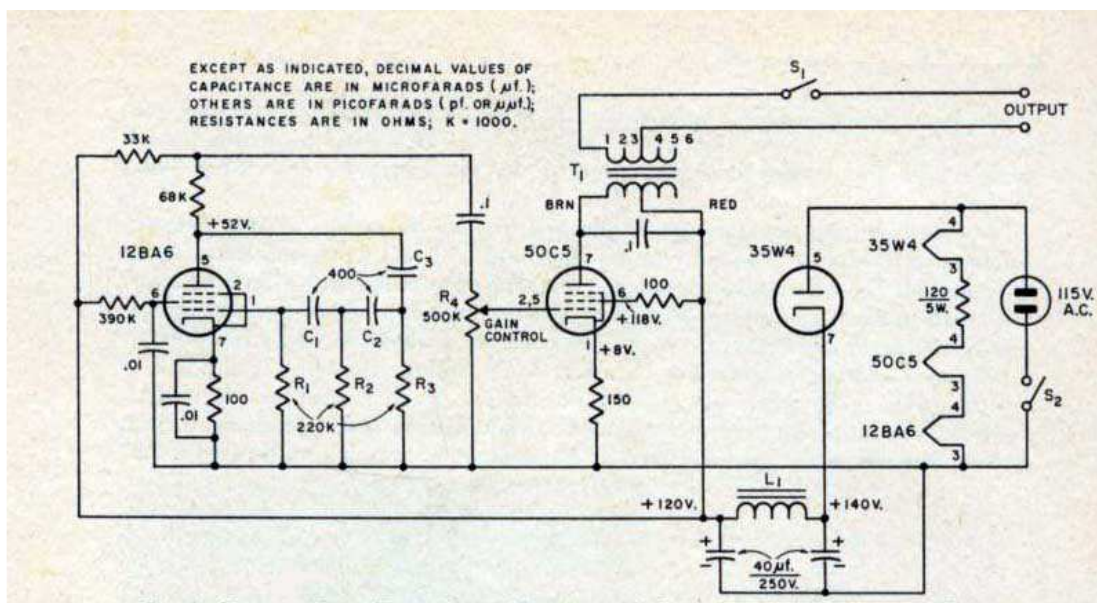 EXCEPT AS INDICATED, DECIMAL VALUES OF
CAPACITANCE ARE IN MICROFARADS (µf.);
OTHERS ARE IN PICOFARADS (pf. OR µµf.);
RESISTANCES ARE IN OHMS; K = 1000.
S1
OUTPUT
1 2 3 4 5 6
T1
BRN
RED
33K
68K
+52V.
12BA6
5
2
1
6
7
390K
.01
.01
100
400
C3
C1
C2
R1
R2
R3
220K
.1
R4
500K
GAIN
CONTROL
50C5
7
2,5
6
100
+118V.
1
+8V.
150
.1
35W4
5
7
4
35W4
3
120
5W.
4
50C5
3
4
12BA6
3
115V.
A.C.
S2
+120V.
L1
+140V.
+
+
40µf.
250V.